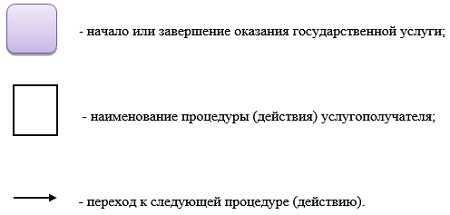 - начало или завершение оказания государственной услуги;
- наименование процедуры (действия) услугополучателя;
- переход к следующей процедуре (действию).